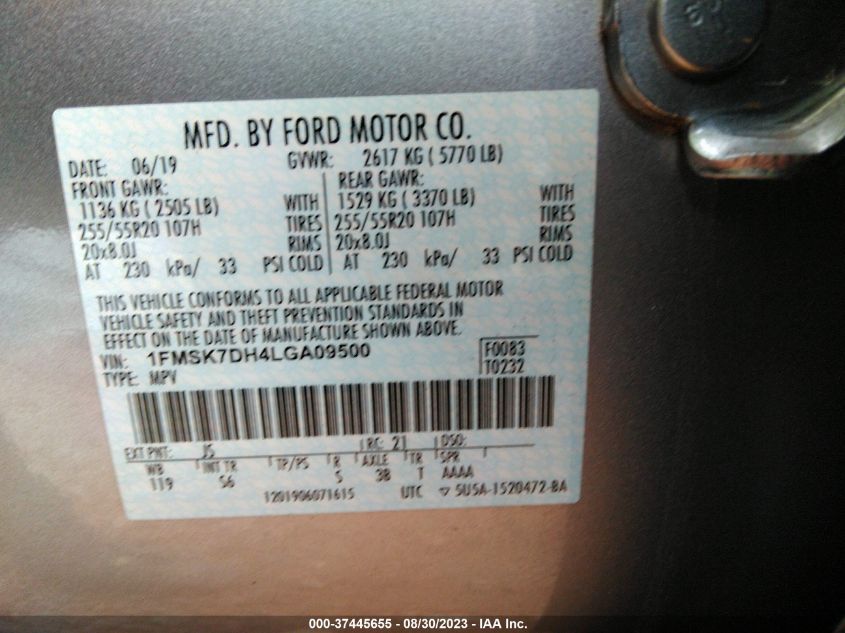 MFD. BY FORD MOTOR CO.
DATE: 06/19 GVWR: 2617 KG ( 5770 LB)
FRONT GAWR: REAR GAWR:
1136 KG ( 2505 LB) WITH 1529 KG ( 3370 LB) WITH
255/55R20 107H TIRES 255/55R20 107H TIRES
20x8.0J RIMS 20x8.0J RIMS
AT 230 kPa/ 33 PSI COLD AT 230 kPa/ 33 PSI COLD
THIS VEHICLE CONFORMS TO ALL APPLICABLE FEDERAL MOTOR
VEHICLE SAFETY AND THEFT PREVENTION STANDARDS IN
EFFECT ON THE DATE OF MANUFACTURE SHOWN ABOVE.
VIN: 1FMSK7DH4LGA09500 F0083
TYPE: MPV T0232
EXT PNT: JS RC: 21 DSO:
WB INT TR TP/PS R AXLE TR SPR
119 S6 S 3B T AAAA
1201906071615 UTC ▽ 5U5A-1520472-BA
000-37445655 - 08/30/2023 - IAA Inc.